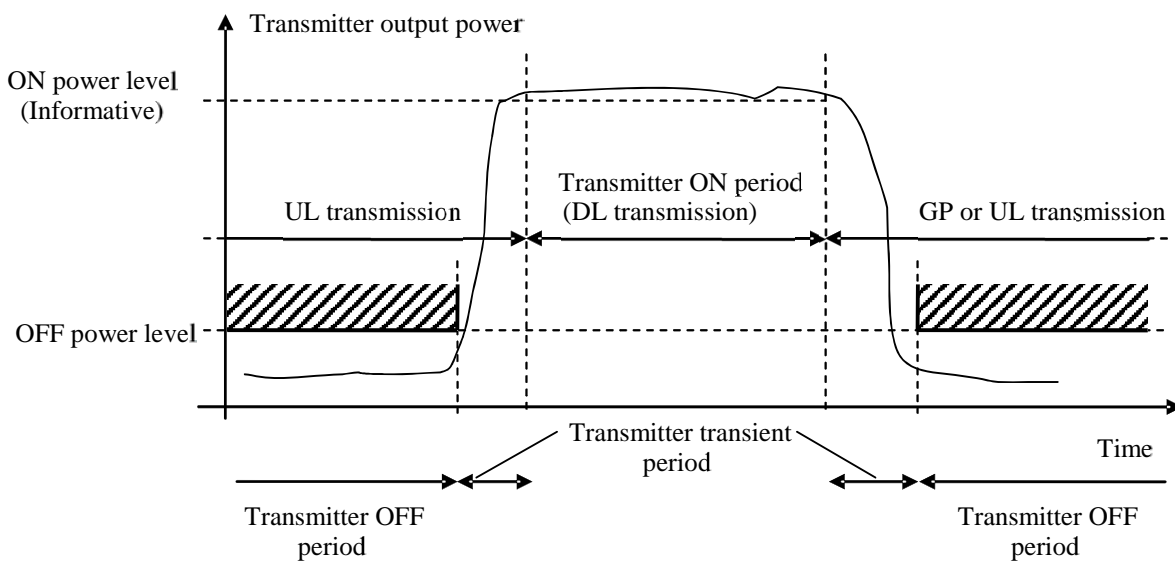 Transmitter output power
ON power level
(Informative)
UL transmission
Transmitter ON period
(DL transmission)
GP or UL transmission
OFF power level
Transmitter transient
period
Time
Transmitter OFF
period
Transmitter OFF
period